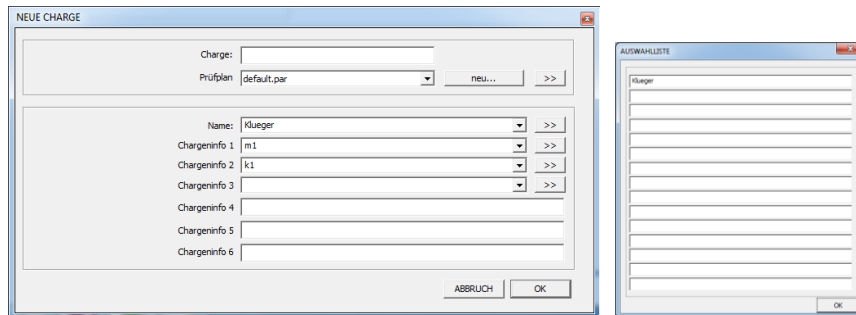 NEUE CHARGE
Charge:
Prüfplan default.par neu... >>
Name: Klueger >>
Chargeninfo 1 m1 >>
Chargeninfo 2 k1 >>
Chargeninfo 3 >>
Chargeninfo 4
Chargeninfo 5
Chargeninfo 6
ABBRUCH OK
AUSWAHLLISTE
Klueger
OK